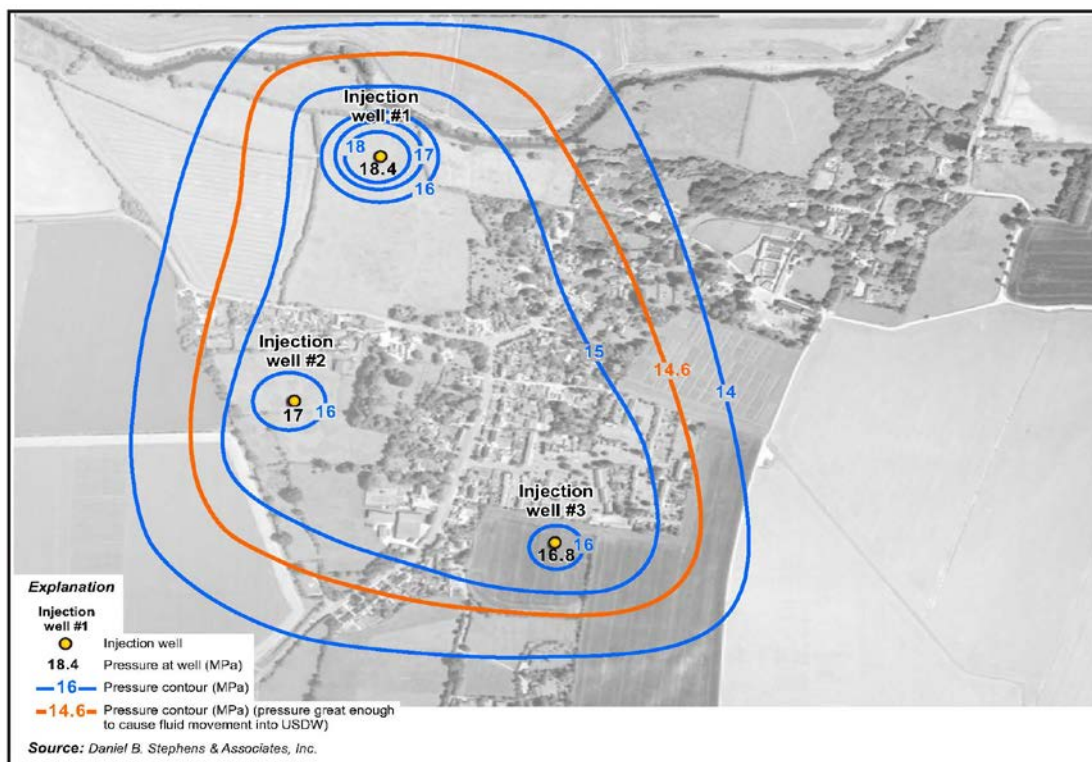 Injection
well #1
18
17
18.4
16
Injection
well #2
16
17
15
14.6
14
Injection
well #3
16
16.8
Explanation
Injection
well #1
Injection well
18.4 Pressure at well (MPa)
16 Pressure contour (MPa)
14.6 Pressure contour (MPa) (pressure great enough
to cause fluid movement into USDW)
Source: Daniel B. Stephens & Associates, Inc.